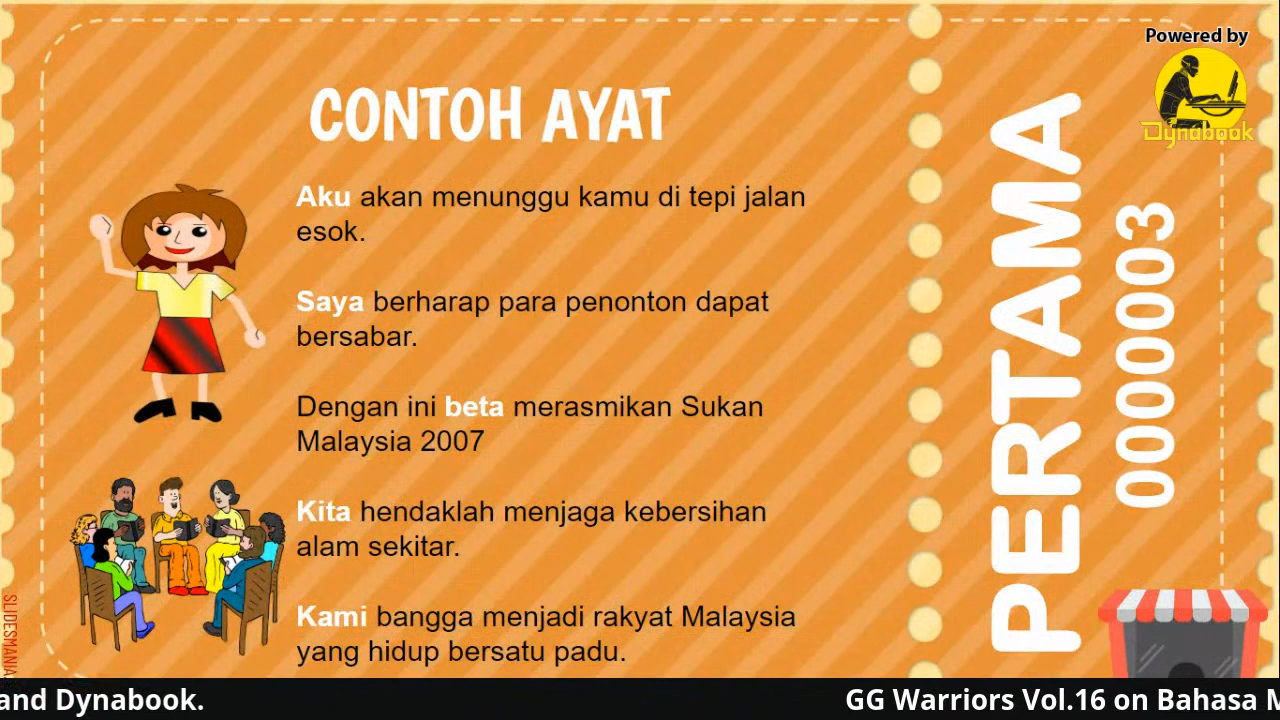 Powered by
Dynabook
CONTOH AYAT
Aku akan menunggu kamu di tepi jalan
esok.
Saya berharap para penonton dapat
bersabar.
Dengan ini beta merasmikan Sukan
Malaysia 2007
Kita hendaklah menjaga kebersihan
alam sekitar.
Kami bangga menjadi rakyat Malaysia
yang hidup bersatu padu.
PERTAMA
0000003
SLIDESMANIA
and Dynabook.
GG Warriors Vol.16 on Bahasa M